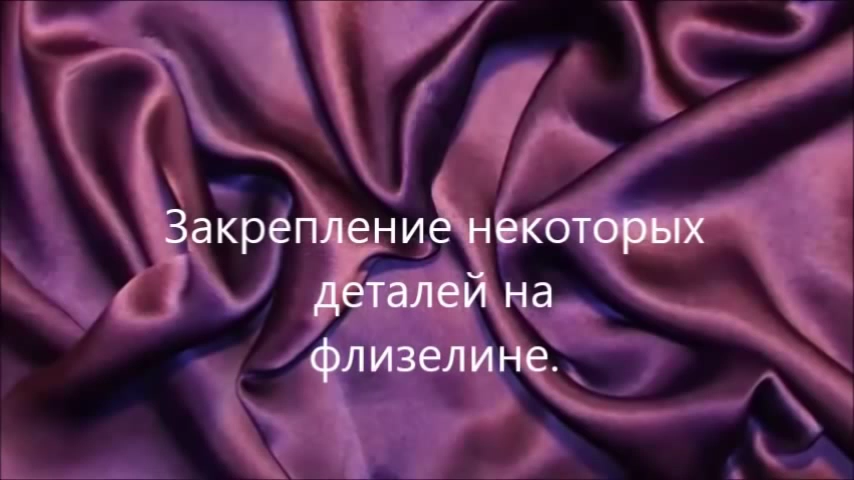 Закрепление некоторых
деталей на
флизелине.